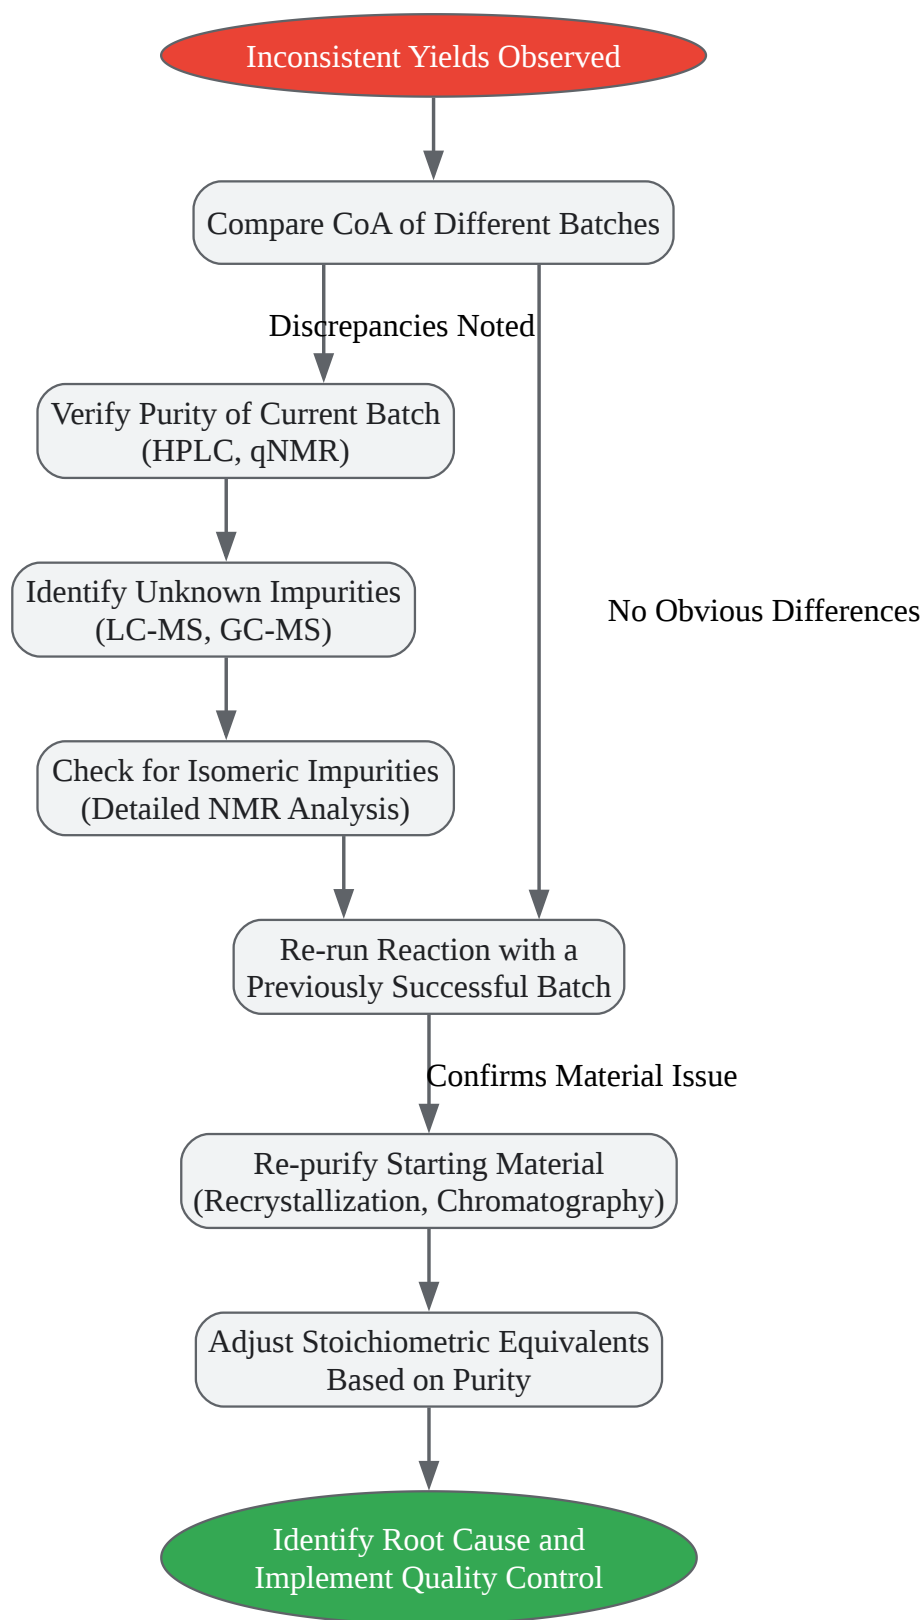 Inconsistent Yields Observed
Compare CoA of Different Batches
Discrepancies Noted
Verify Purity of Current Batch
(HPLC, qNMR)
Identify Unknown Impurities
(LC-MS, GC-MS)
No Obvious Differences
Check for Isomeric Impurities
(Detailed NMR Analysis)
Re-run Reaction with a
Previously Successful Batch
Confirms Material Issue
Re-purify Starting Material
(Recrystallization, Chromatography)
Adjust Stoichiometric Equivalents
Based on Purity
Identify Root Cause and
Implement Quality Control